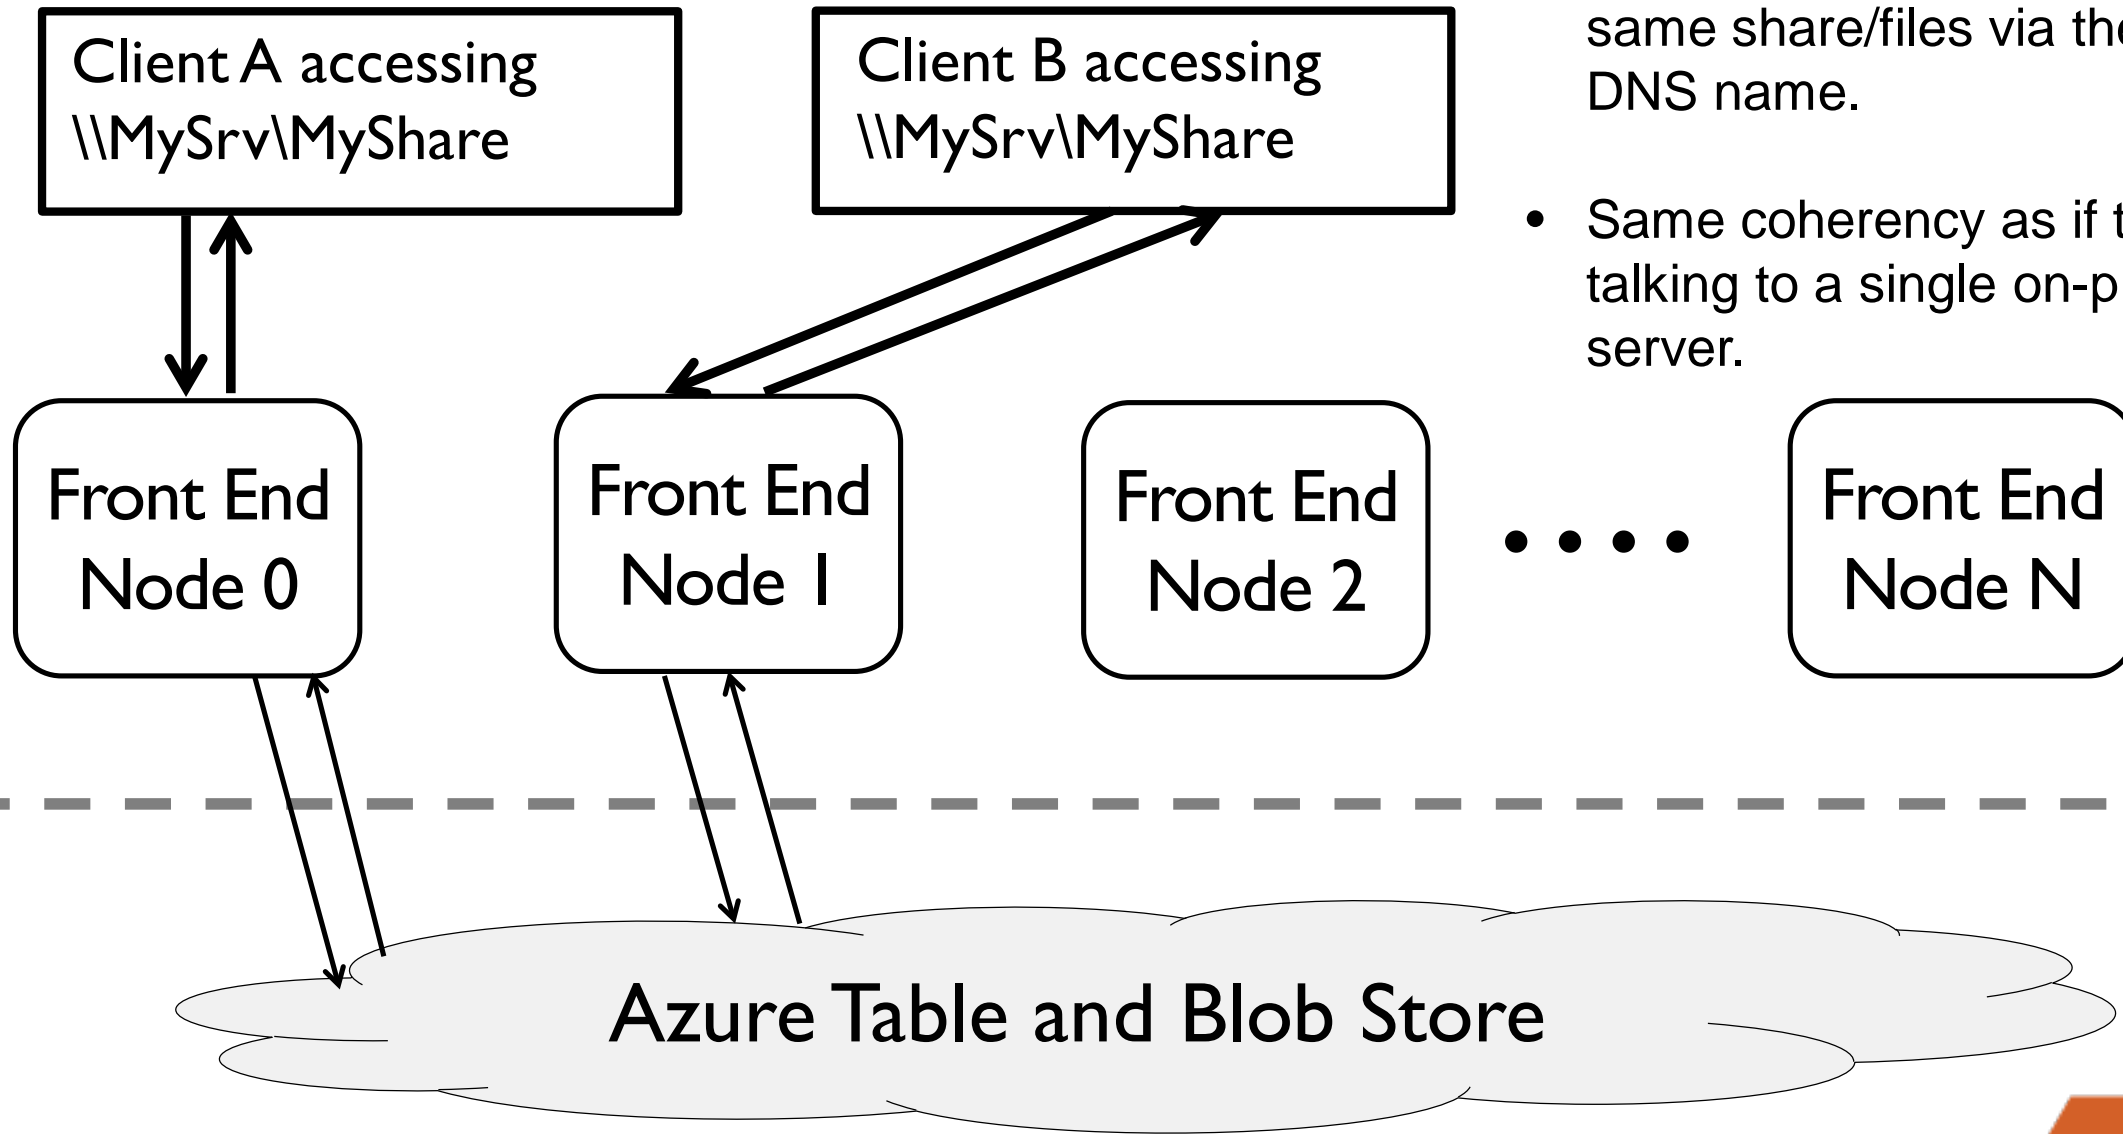 Client A accessing
\\MySrv\MyShare
Client B accessing
\\MySrv\MyShare
same share/files via the
DNS name.
• Same coherency as if
talking to a single
server.
Front End
Node 0
Front End
Node 1
Front End
Node 2
Front End
Node N
Azure Table and Blob Store